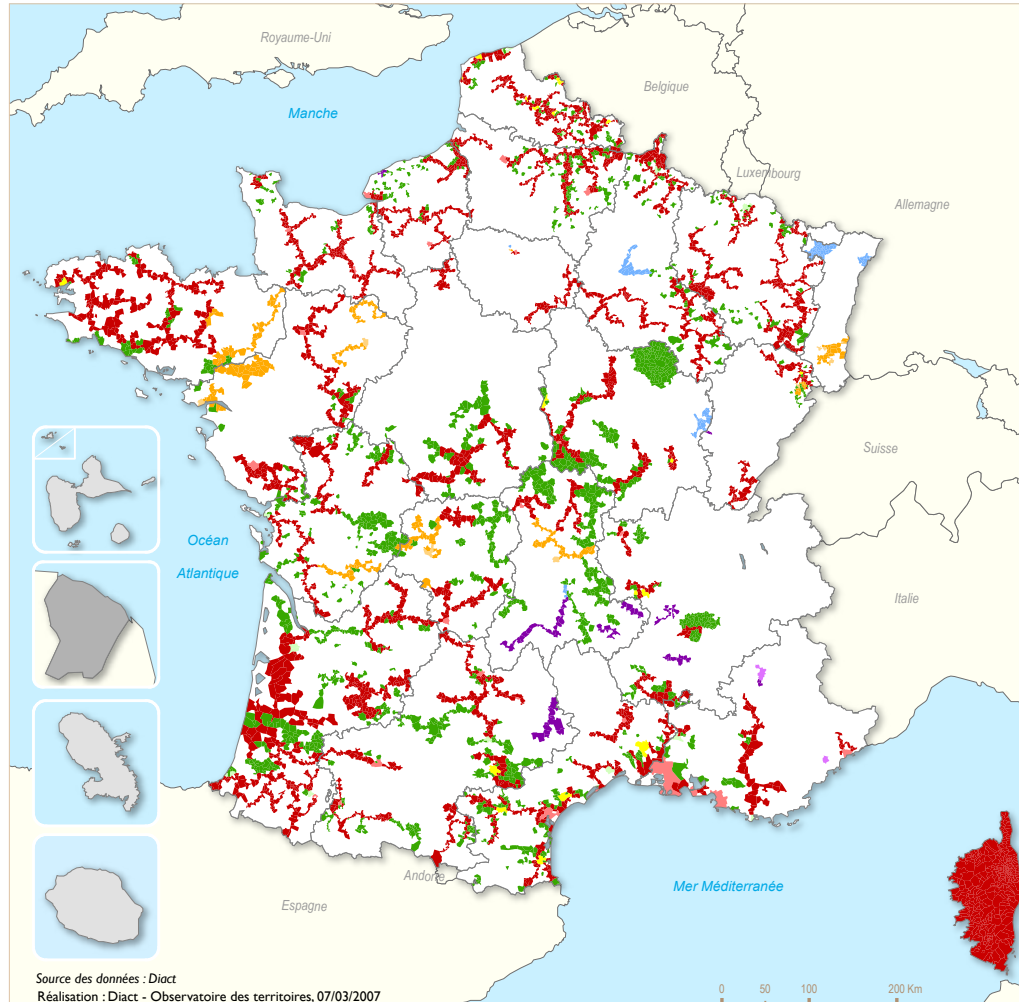 Royaume-Uni
Belgique
Manche
Luxembourg
Allemagne
Suisse
Océan
Atlantique
Italie
Andorre
Mer Méditerranée
Espagne
Source des données : Diact
Réalisation : Diact - Observatoire des territoires, 07/03/2007
0 50 100 200 Km